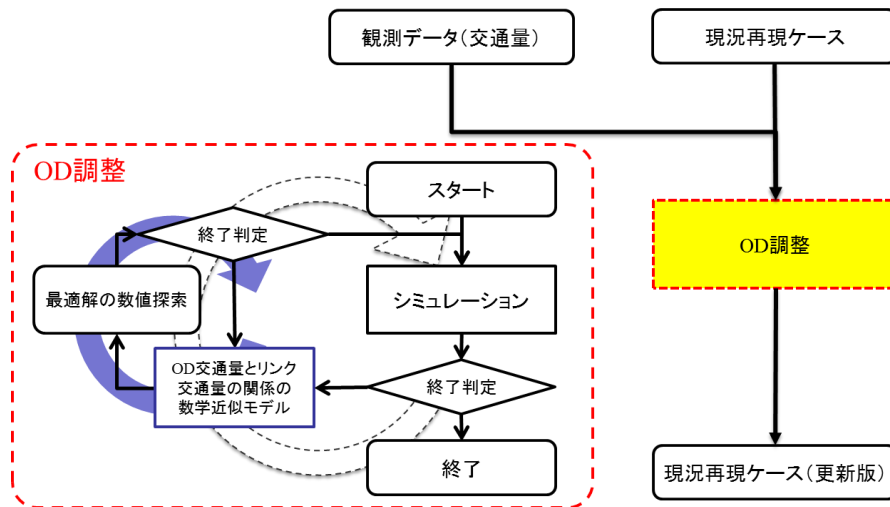 観測データ(交通量)
現況再現ケース
OD調整
スタート
終了判定
OD調整
最適解の数値探索
シミュレーション
OD交通量とリンク
交通量の関係の
数学近似モデル
終了判定
終了
現況再現ケース(更新版)